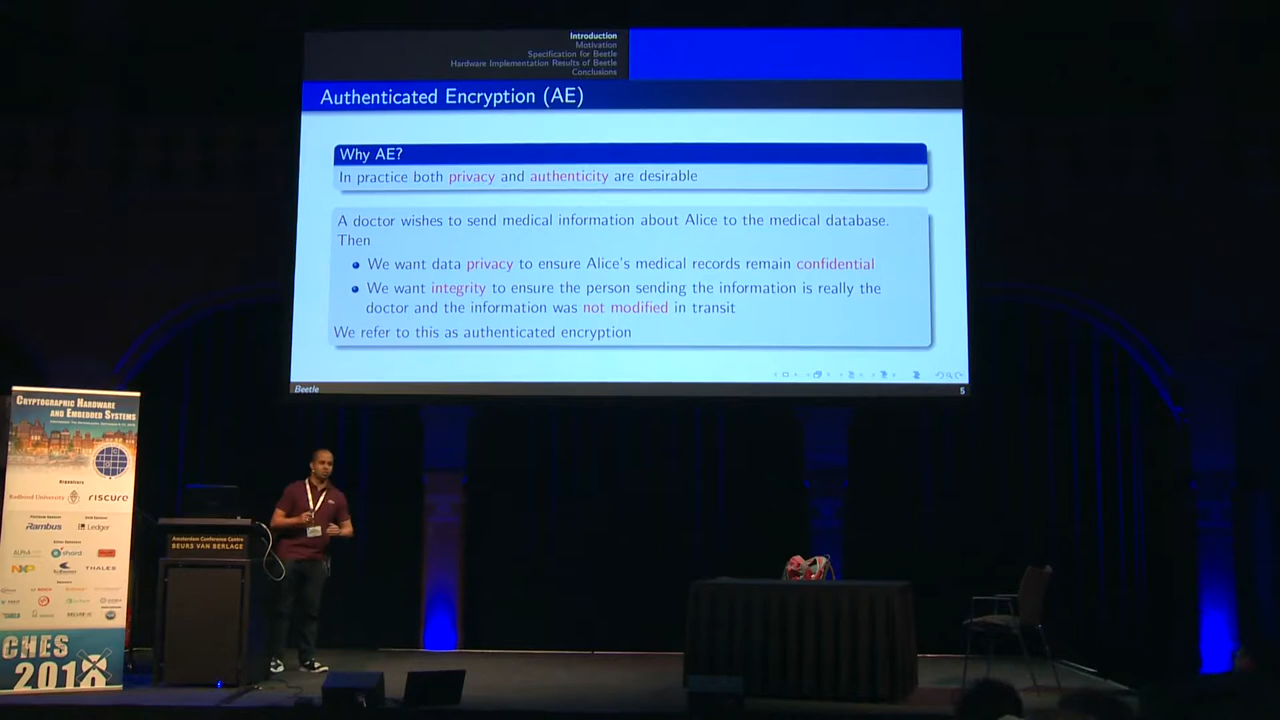 Introduction
Motivation
Specification for Beetle
Hardware Implementation Results of Beetle
Conclusions
Authenticated Encryption (AE)
Why AE?
In practice both privacy and authenticity are desirable
A doctor wishes to send medical information about Alice to the medical database.
Then
We want data privacy to ensure Alice's medical records remain confidential
We want integrity to ensure the person sending the information is really the
doctor and the information was not modified in transit
We refer to this as authenticated encryption
Beetle
5
CRYPTOGRAPHIC HARDWARE
AND EMBEDDED SYSTEMS
Organizers
Radboud University
riscure
Rambus
Ledger
shard
NXP
THALES
CHES
2018
Amsterdam Conference Centre
BEURS VAN BERLAGE